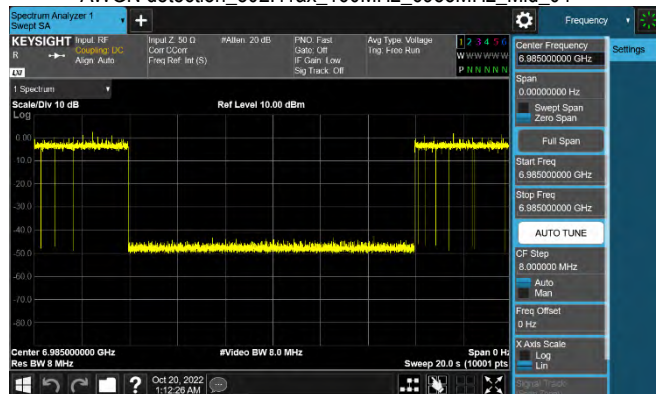 Spectrum Analyzer 1
Swept SA
+
Frequency
KEYSIGHT Input: RF
R
Coupling: DC
Align: Auto
Input Z: 50 Ω
Corr CCorr
Freq Ref: Int (S)
#Atten: 20 dB
PNO: Fast
Gate: Off
IF Gain: Low
Sig Track: Off
Avg Type: Voltage
Trig: Free Run
1 2 3 4 5 6
W W W W W W
P N N N N N
LXI
1 Spectrum
Scale/Div 10 dB
Ref Level 10.00 dBm
Log
0.00
-10.0
-20.0
-30.0
-40.0
-50.0
-60.0
-70.0
-80.0
Center 6.985000000 GHz
Res BW 8 MHz
#Video BW 8.0 MHz
Span 0 Hz
Sweep 20.0 s (10001 pts
Oct 20, 2022
1:12:26 AM
Center Frequency
6.985000000 GHz
Settings
Span
0.00000000 Hz
Swept Span
Zero Span
Full Span
Start Freq
6.985000000 GHz
Stop Freq
6.985000000 GHz
AUTO TUNE
CF Step
8.000000 MHz
Auto
Man
Freq Offset
0 Hz
X Axis Scale
Log
Lin
Signal Track